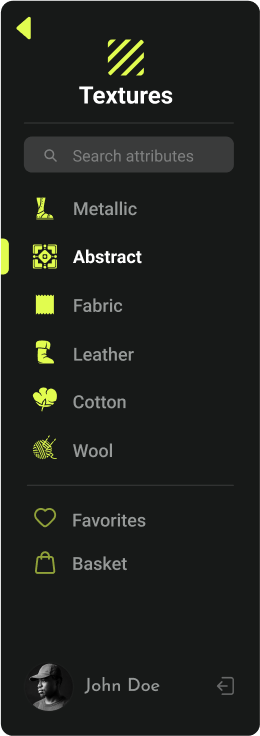 Textures
Search attributes
Metallic
Abstract
Fabric
Leather
Cotton
Wool
Favorites
Basket
John Doe